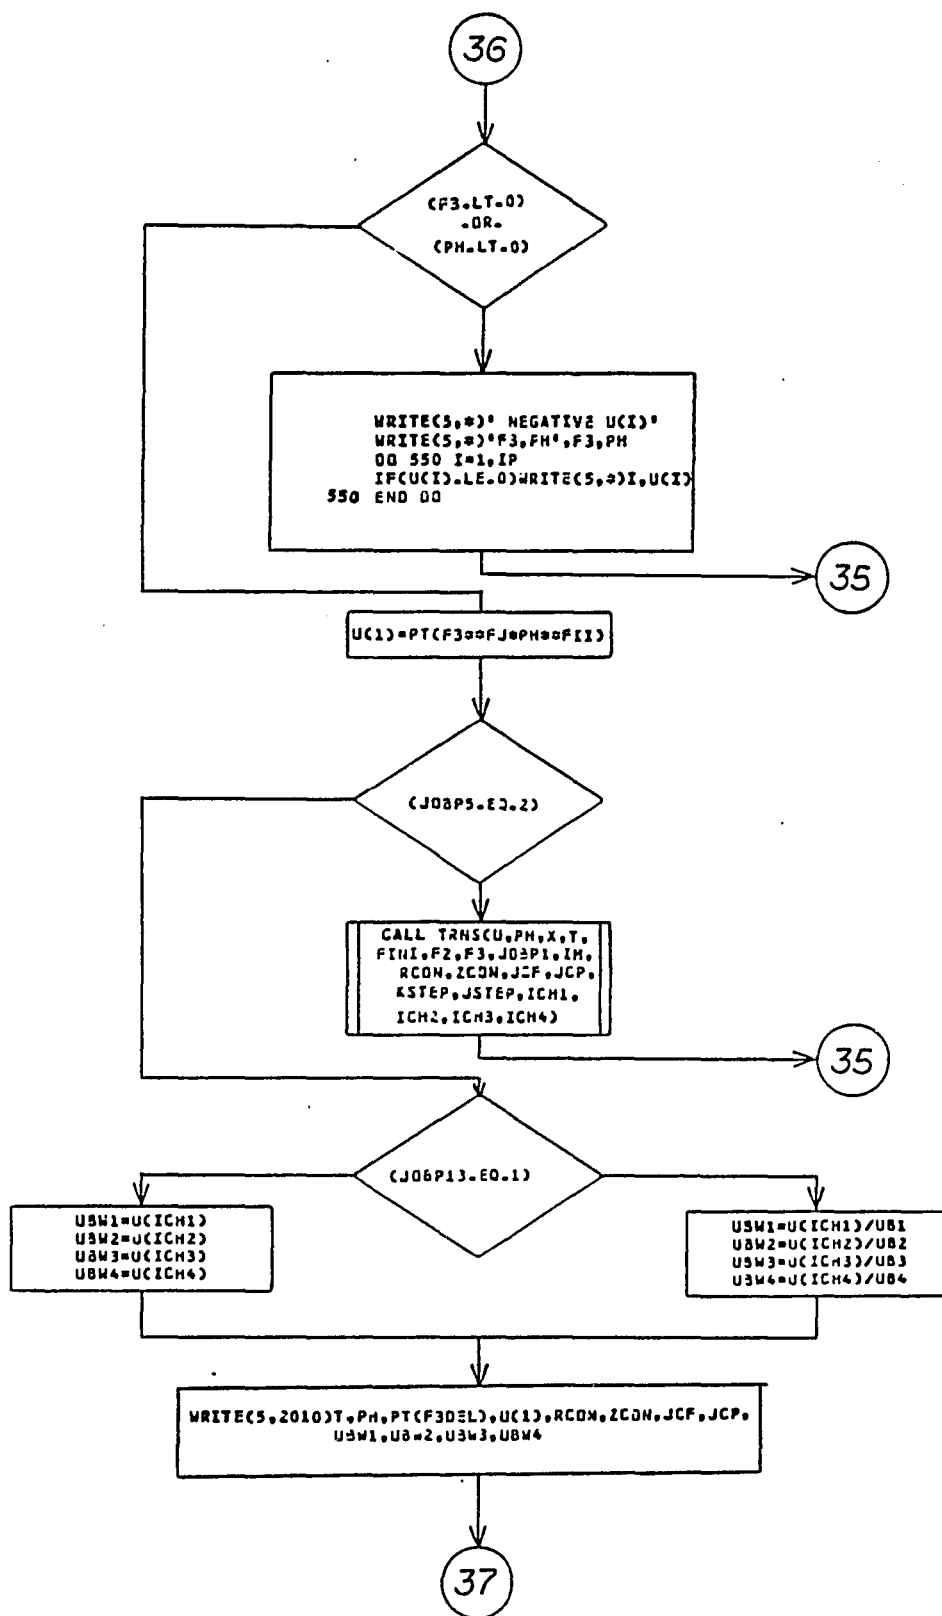 36
(F3.LT.0)
.OR.
(PH.LT.0)
WRITE(5,*)' NEGATIVE U(I)'
WRITE(5,*)'F3,PH',F3,PH
DO 550 I=1,IP
IF(U(I).LE.0)WRITE(5,*)I,U(I)
550 END DO
35
U(1)=PT(F3**FJ*PH**FII)
(JOBP5.EQ.2)
CALL TRNS(U,PH,X,T,
FINI,F2,F3,JOBP1,IM,
RCON,ZCON,JCF,JCP,
KSTEP,JSTEP,ICH1,
ICH2,ICH3,ICH4)
35
(JOBP13.EQ.1)
UBW1=U(ICH1)
UBW2=U(ICH2)
UBW3=U(ICH3)
UBW4=U(ICH4)
UBW1=U(ICH1)/UB1
UBW2=U(ICH2)/UB2
UBW3=U(ICH3)/UB3
UBW4=U(ICH4)/UB4
WRITE(5,2010)T,PH,PT(F3DEL),U(1),RCON,ZCON,JCF,JCP,
UBW1,UBW2,UBW3,UBW4
37